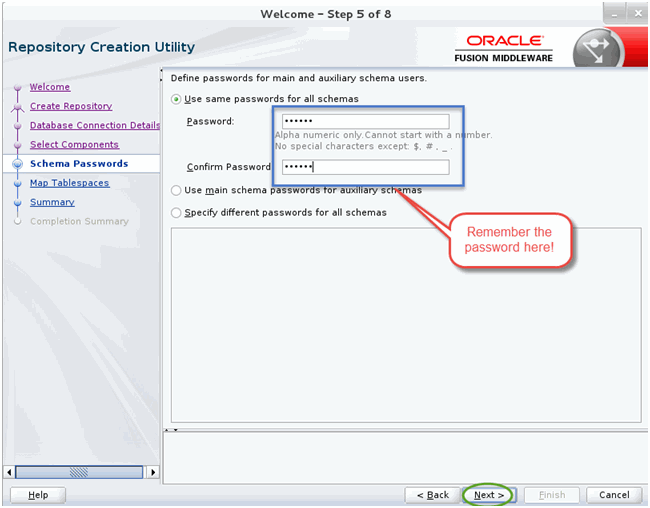 Welcome - Step 5 of 8
Repository Creation Utility
ORACLE
FUSION MIDDLEWARE
Welcome
Create Repository
Database Connection Details
Select Components
Schema Passwords
Map Tablespaces
Summary
Completion Summary
Define passwords for main and auxiliary schema users.
Use same passwords for all schemas
Password: ••••••
Alpha numeric only.Cannot start with a number.
No special characters except: $, # , _ .
Confirm Password ••••••
Use main schema passwords for auxiliary schemas
Specify different passwords for all schemas
Remember the
password here!
Help
< Back
Next >
Finish
Cancel